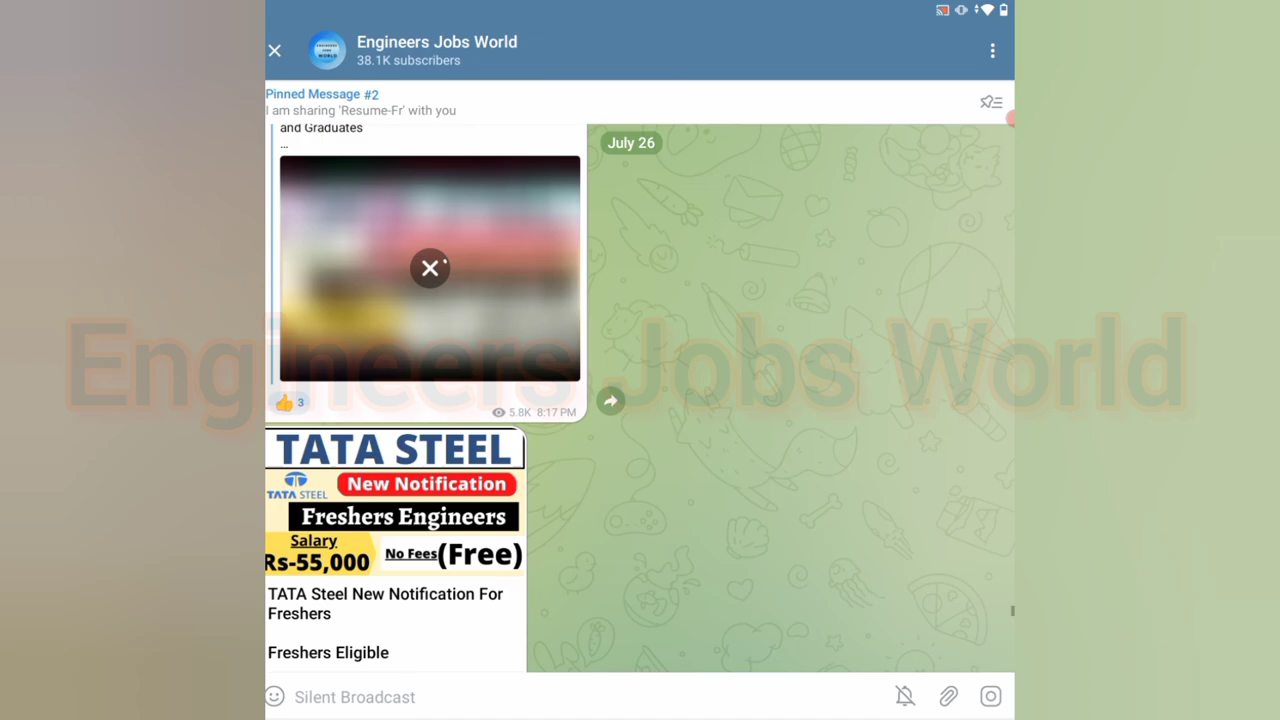 Engineers Jobs World
38.1K subscribers
Pinned Message #2
I am sharing 'Resume-Fr' with you
and Graduates
...
July 26
3
5.8K 8:17 PM
Engineers Jobs World
TATA STEEL
TATA STEEL
New Notification
Freshers Engineers
Salary
Rs-55,000
No Fees(Free)
TATA Steel New Notification For
Freshers
Freshers Eligible
Silent Broadcast